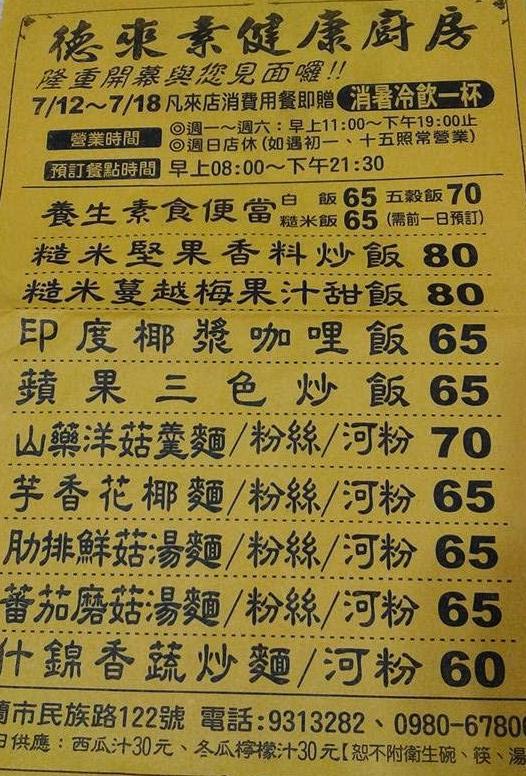 德來素健康廚房
隆重開幕與您見面囉!!
7/12～7/18 凡來店消費用餐即贈 消暑冷飲一杯
營業時間 ◎週一～週六：早上11:00～下午19:00止
◎週日店休(如遇初一、十五照常營業)
預訂餐點時間 早上08:00～下午21:30
養生素食便當 白飯 65 五穀飯 70
糙米飯 65 (需前一日預訂)
糙米堅果香料炒飯 80
糙米蔓越梅果汁甜飯 80
印度椰漿咖哩飯 65
蘋果三色炒飯 65
山藥洋菇羹麵/粉絲/河粉 70
芋香花椰麵/粉絲/河粉 65
肋排鮮菇湯麵/粉絲/河粉 65
蕃茄磨菇湯麵/粉絲/河粉 65
什錦香蔬炒麵/河粉 60
蘭市民族路122號 電話:9313282、0980-67800
日供應：西瓜汁30元、冬瓜檸檬汁30元【恕不附衛生碗、筷、湯